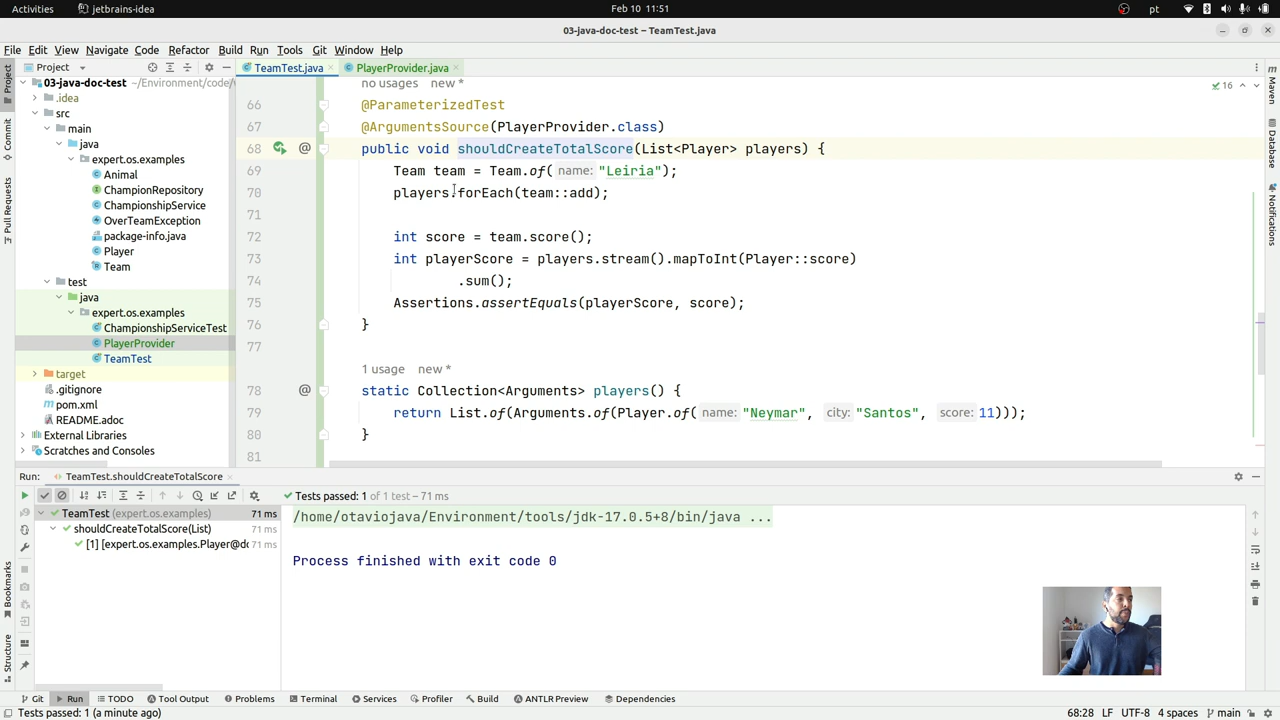 Activities
jetbrains-idea
Feb 10 11:51
pt
03-java-doc-test – TeamTest.java
File Edit View Navigate Code Refactor Build Run Tools Git Window Help
Project
TeamTest.java
PlayerProvider.java
Project
Commit
Pull Requests
Bookmarks
Structure
Maven
Database
Notifications
03-java-doc-test ~/Environment/code/
.idea
src
main
java
expert.os.examples
Animal
ChampionRepository
ChampionshipService
OverTeamException
package-info.java
Player
Team
test
java
expert.os.examples
ChampionshipServiceTest
PlayerProvider
TeamTest
target
.gitignore
pom.xml
README.adoc
External Libraries
Scratches and Consoles
no usages new *
16
66 @ParameterizedTest
67 @ArgumentsSource(PlayerProvider.class)
68 @ public void shouldCreateTotalScore(List<Player> players) {
69 Team team = Team.of( name: "Leiria");
70 players.forEach(team::add);
71
72 int score = team.score();
73 int playerScore = players.stream().mapToInt(Player::score)
74 .sum();
75 Assertions.assertEquals(playerScore, score);
76 }
77
1 usage new *
78 @ static Collection<Arguments> players() {
79 return List.of(Arguments.of(Player.of( name: "Neymar", city: "Santos", score: 11)));
80 }
81
Run: TeamTest.shouldCreateTotalScore
Tests passed: 1 of 1 test – 71 ms
TeamTest (expert.os.examples) 71 ms
shouldCreateTotalScore(List) 71 ms
[1] [expert.os.examples.Player@dc 71 ms
/home/otaviojava/Environment/tools/jdk-17.0.5+8/bin/java ...
Process finished with exit code 0
Git Run TODO Tool Output Problems Terminal Services Profiler Build ANTLR Preview Dependencies
Tests passed: 1 (a minute ago)
68:28 LF UTF-8 4 spaces main